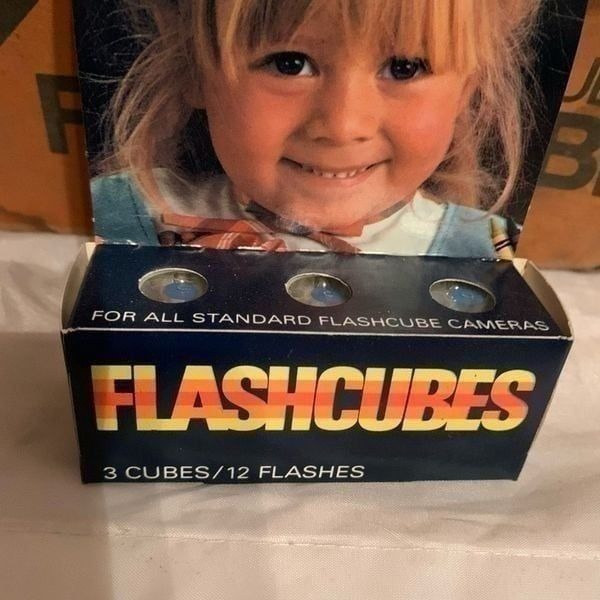 FOR ALL STANDARD FLASHCUBE CAMERAS
FLASHCUBES
3 CUBES/12 FLASHES